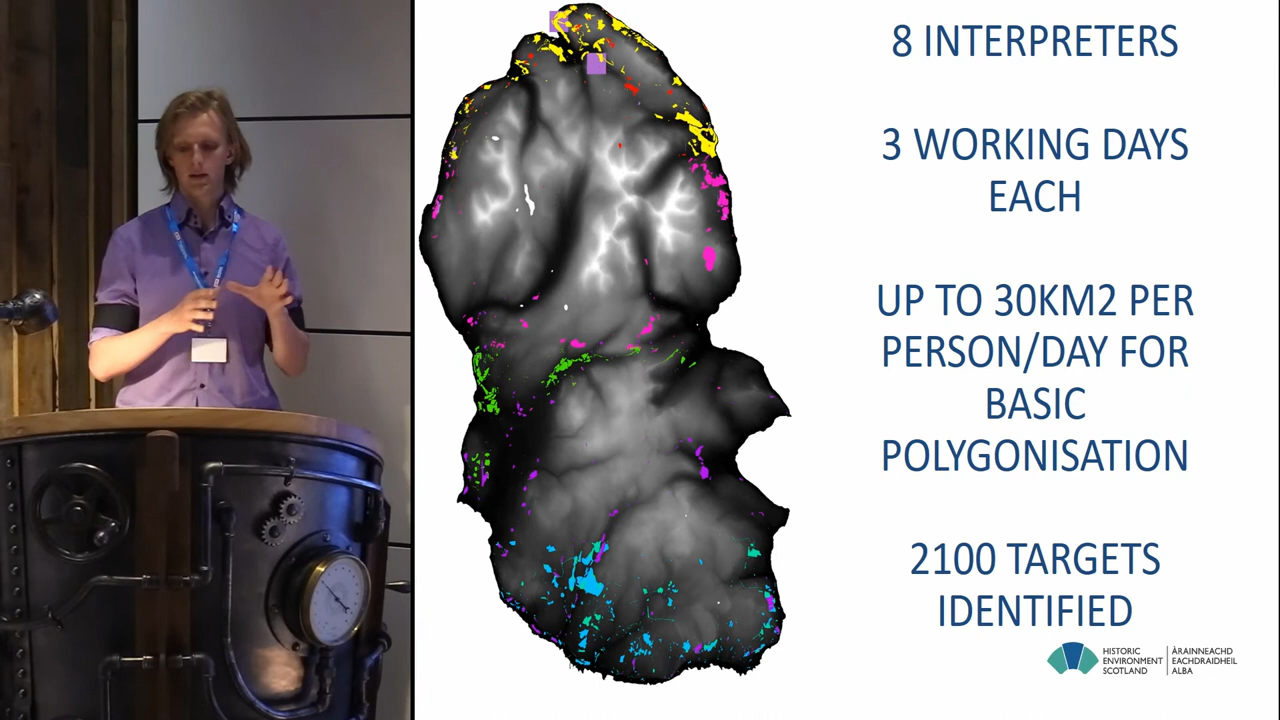 8 INTERPRETERS
3 WORKING DAYS
EACH
UP TO 30KM2 PER
PERSON/DAY FOR
BASIC
POLYGONISATION
2100 TARGETS
IDENTIFIED
HISTORIC
ENVIRONMENT
SCOTLAND
ÀRAINNEACHD
EACHDRAIDHEIL
ALBA